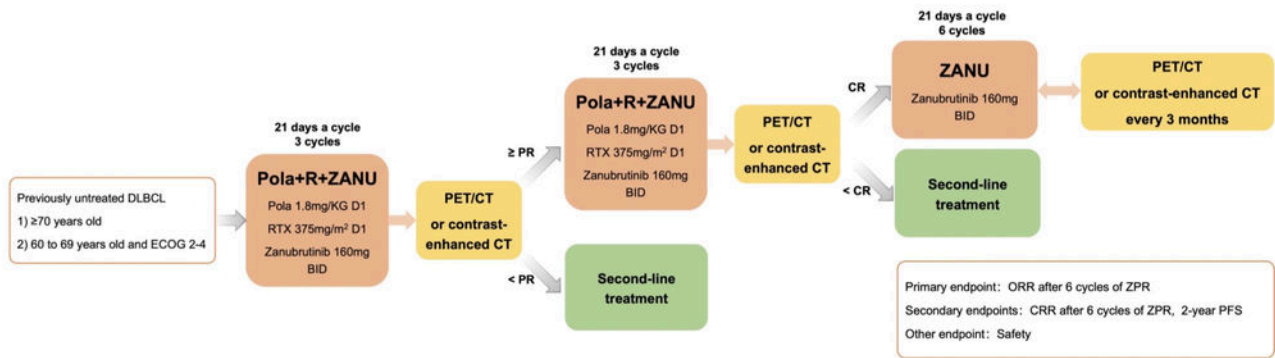 Previously untreated DLBCL
1) ≥70 years old
2) 60 to 69 years old and ECOG 2-4
21 days a cycle
3 cycles
Pola+R+ZANU
Pola 1.8mg/KG D1
RTX 375mg/m² D1
Zanubrutinib 160mg
BID
PET/CT
or contrast-
enhanced CT
≥ PR
< PR
21 days a cycle
3 cycles
Pola+R+ZANU
Pola 1.8mg/KG D1
RTX 375mg/m² D1
Zanubrutinib 160mg
BID
Second-line
treatment
PET/CT
or contrast-
enhanced CT
CR
< CR
21 days a cycle
6 cycles
ZANU
Zanubrutinib 160mg
BID
Second-line
treatment
PET/CT
or contrast-enhanced CT
every 3 months
Primary endpoint: ORR after 6 cycles of ZPR
Secondary endpoints: CRR after 6 cycles of ZPR, 2-year PFS
Other endpoint: Safety